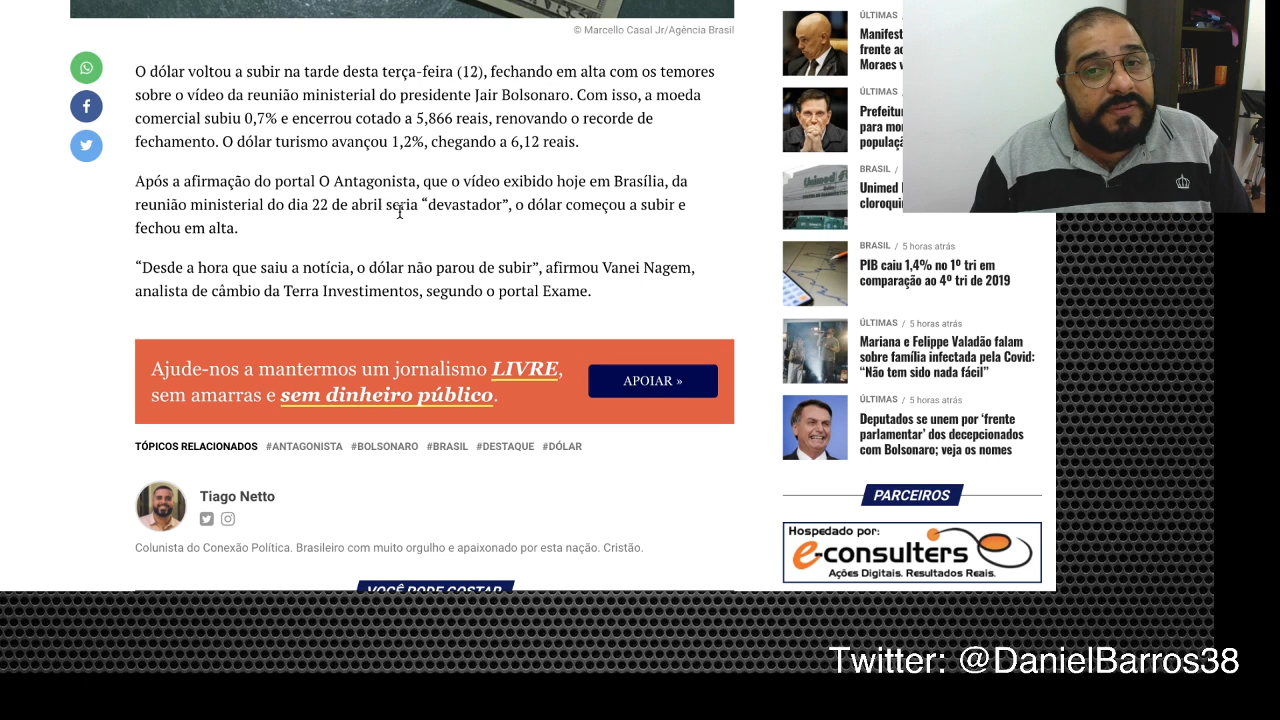 © Marcello Casal Jr/Agência Brasil
O dólar voltou a subir na tarde desta terça-feira (12), fechando em alta com os temores
sobre o vídeo da reunião ministerial do presidente Jair Bolsonaro. Com isso, a moeda
comercial subiu 0,7% e encerrou cotado a 5,866 reais, renovando o recorde de
fechamento. O dólar turismo avançou 1,2%, chegando a 6,12 reais.
Após a afirmação do portal O Antagonista, que o vídeo exibido hoje em Brasília, da
reunião ministerial do dia 22 de abril seria “devastador”, o dólar começou a subir e
fechou em alta.
“Desde a hora que saiu a notícia, o dólar não parou de subir”, afirmou Vanei Nagem,
analista de câmbio da Terra Investimentos, segundo o portal Exame.
Ajude-nos a mantermos um jornalismo LIVRE,
sem amarras e sem dinheiro público.
APOIAR »
TÓPICOS RELACIONADOS #ANTAGONISTA #BOLSONARO #BRASIL #DESTAQUE #DÓLAR
Tiago Netto
Colunista do Conexão Política. Brasileiro com muito orgulho e apaixonado por esta nação. Cristão.
VOCÊ PODE GOSTAR
ÚLTIMAS /
Manifest
frente ao
Moraes v
ÚLTIMAS /
Prefeitur
para mor
populaçã
BRASIL /
Unimed
cloroquin
BRASIL / 5 horas atrás
PIB caiu 1,4% no 1º tri em
comparação ao 4º tri de 2019
ÚLTIMAS / 5 horas atrás
Mariana e Felippe Valadão falam
sobre família infectada pela Covid:
“Não tem sido nada fácil”
ÚLTIMAS / 5 horas atrás
Deputados se unem por ‘frente
parlamentar’ dos decepcionados
com Bolsonaro; veja os nomes
PARCEIROS
Hospedado por:
e-consulters
Ações Digitais. Resultados Reais.
Twitter: @DanielBarros38